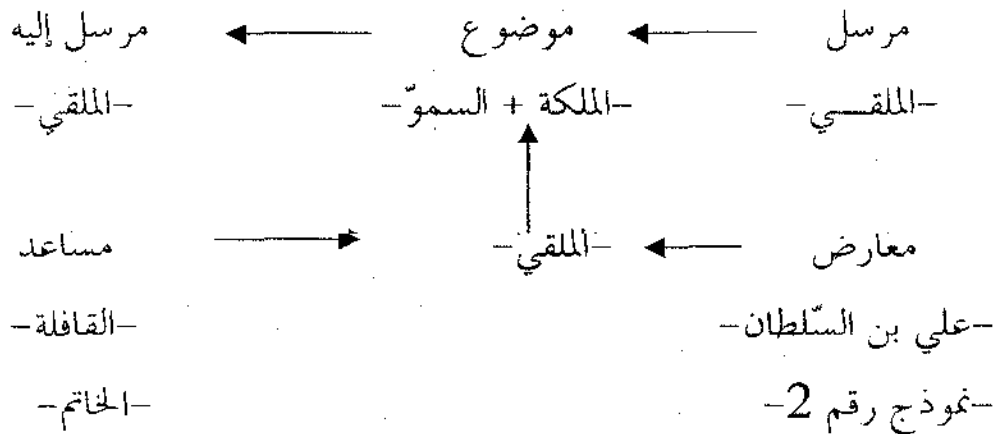 مرسل موضوع مرسل إليه
-الملقي- -الملكة + السموّ- -الملقي-
معارض -الملقي- مساعد
-علي بن السّلطان- -القافلة-
-نموذج رقم 2- -الخاتم-